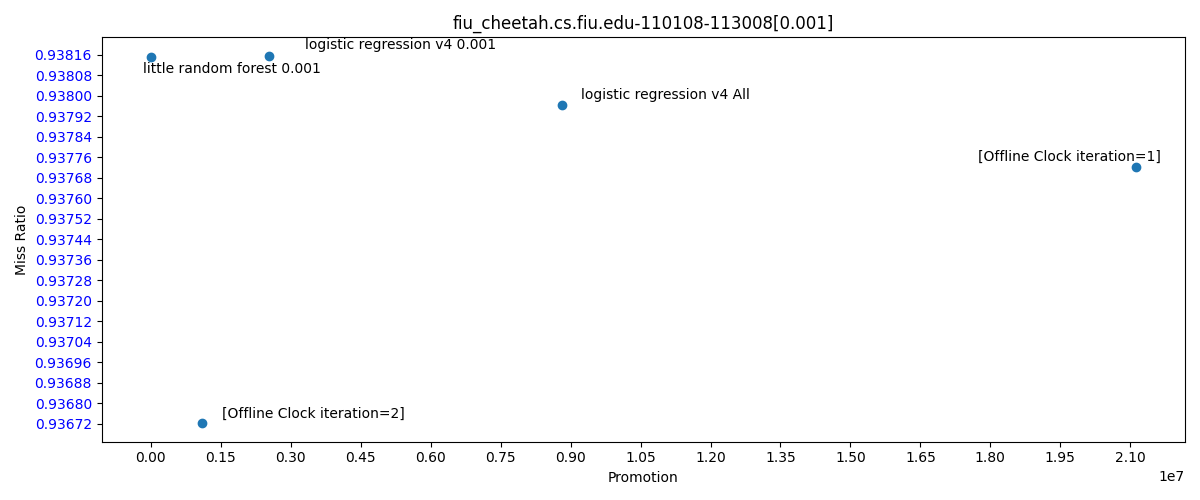 fiu_cheetah.cs.fiu.edu-110108-113008[0.001]
logistic regression v4 0.001
little random forest 0.001
logistic regression v4 All
[Offline Clock iteration=1]
[Offline Clock iteration=2]
Miss Ratio
0.93816
0.93808
0.93800
0.93792
0.93784
0.93776
0.93768
0.93760
0.93752
0.93744
0.93736
0.93728
0.93720
0.93712
0.93704
0.93696
0.93688
0.93680
0.93672
0.00 0.15 0.30 0.45 0.60 0.75 0.90 1.05 1.20 1.35 1.50 1.65 1.80 1.95 2.10
1e7
Promotion